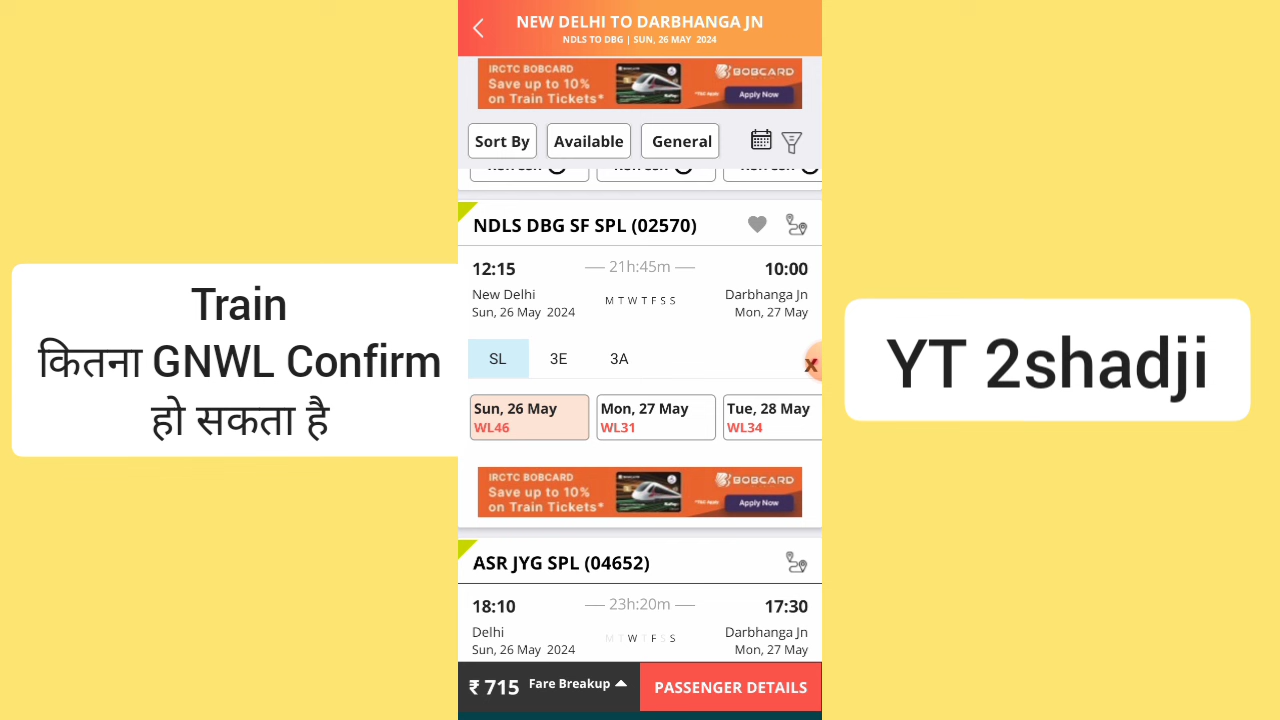 Train
कितना GNWL Confirm
हो सकता है
NEW DELHI TO DARBHANGA JN
NDLS TO DBG | SUN, 26 MAY 2024
IRCTC BOBCARD
Save up to 10%
on Train Tickets*
BOBCARD
Apply Now
Sort By
Available
General
NDLS DBG SF SPL (02570)
12:15
21h:45m
10:00
New Delhi
M T W T F S S
Darbhanga Jn
Sun, 26 May 2024
Mon, 27 May
SL
3E
3A
X
Sun, 26 May
WL46
Mon, 27 May
WL31
Tue, 28 May
WL34
IRCTC BOBCARD
Save up to 10%
on Train Tickets*
BOBCARD
Apply Now
ASR JYG SPL (04652)
18:10
23h:20m
17:30
Delhi
M T W T F S S
Darbhanga Jn
Sun, 26 May 2024
Mon, 27 May
₹ 715
Fare Breakup
PASSENGER DETAILS
YT 2shadji